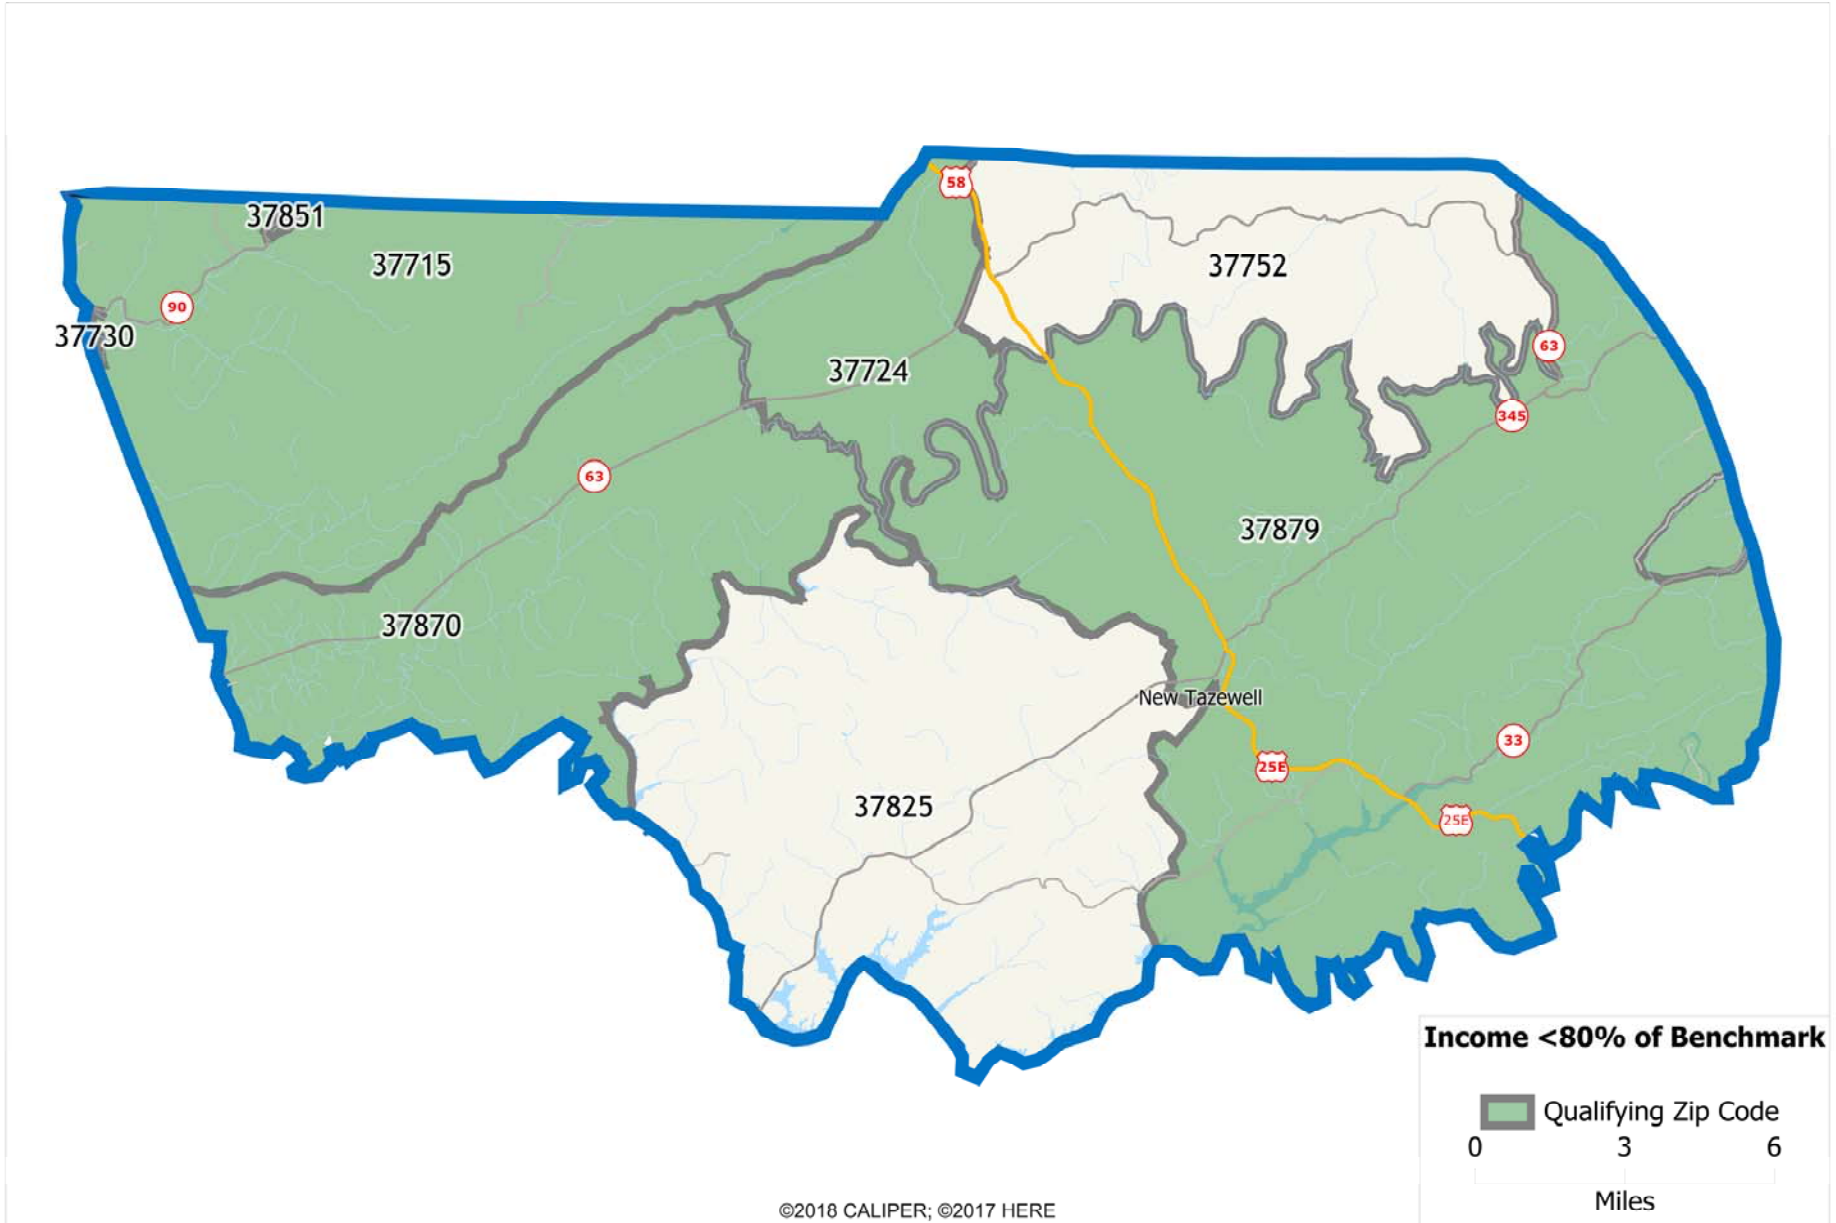 58
37851
37715
37752
90
37730
63
37724
345
63
37879
37870
New Tazewell
33
25E
37825
25E
Income <80% of Benchmark
Qualifying Zip Code
0 3 6
Miles
©2018 CALIPER; ©2017 HERE